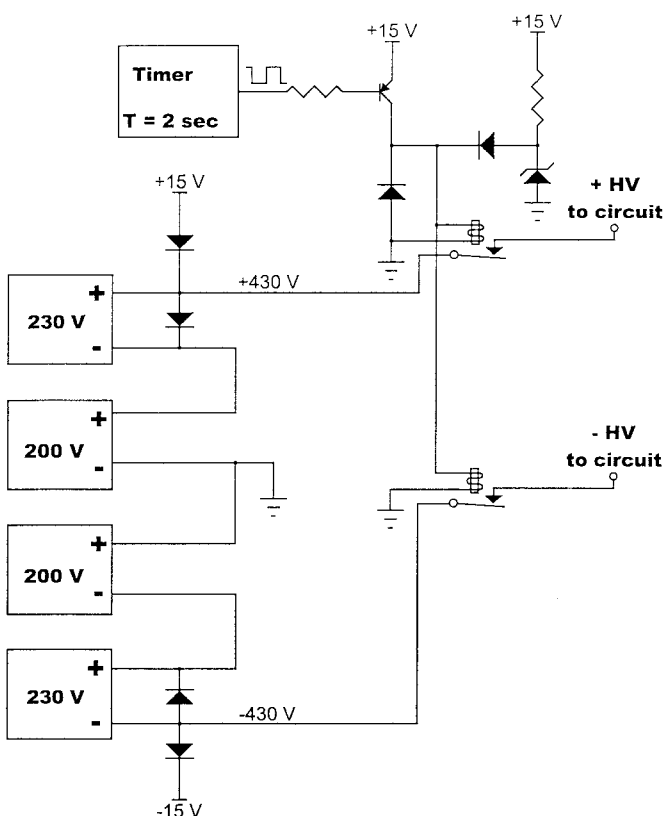 +15 V
+15 V
Timer
T = 2 sec
+15 V
+ HV
to circuit
+
+430 V
230 V
-
+
200 V
-
- HV
to circuit
+
200 V
-
+
230 V
-
-430 V
-15 V